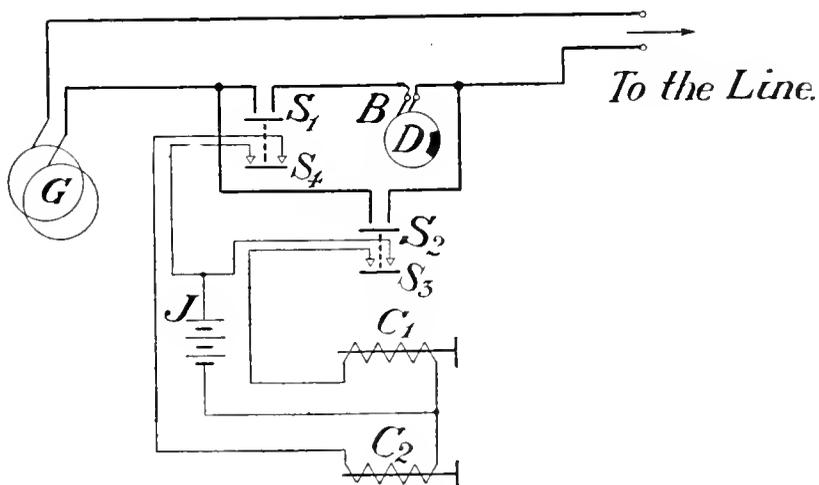 To the Line.
S1
B
D
S4
G
S2
S3
J
C1
C2